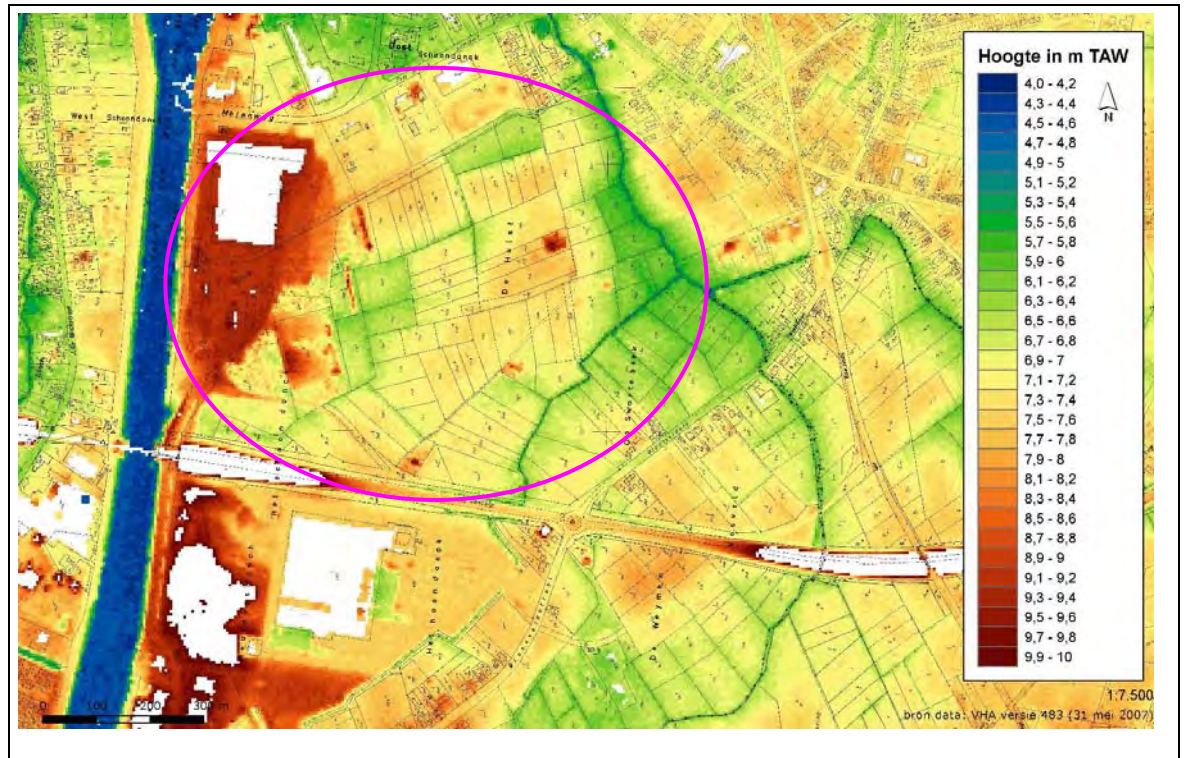 Hoogte in m TAW
4,0 - 4,2
4,3 - 4,4
4,5 - 4,6
4,7 - 4,8
4,9 - 5
5,1 - 5,2
5,3 - 5,4
5,5 - 5,6
5,7 - 5,8
5,9 - 6
6,1 - 6,2
6,3 - 6,4
6,5 - 6,6
6,7 - 6,8
6,9 - 7
7,1 - 7,2
7,3 - 7,4
7,5 - 7,6
7,7 - 7,8
7,9 - 8
8,1 - 8,2
8,3 - 8,4
8,5 - 8,6
8,7 - 8,8
8,9 - 9
9,1 - 9,2
9,3 - 9,4
9,5 - 9,6
9,7 - 9,8
9,9 - 10
N
Oost
Schoondonck
West Schoondonck
De Hiel
0 100 200 300 m
1:7.500
bron data: VHA versie 483 (31 mei 2007)